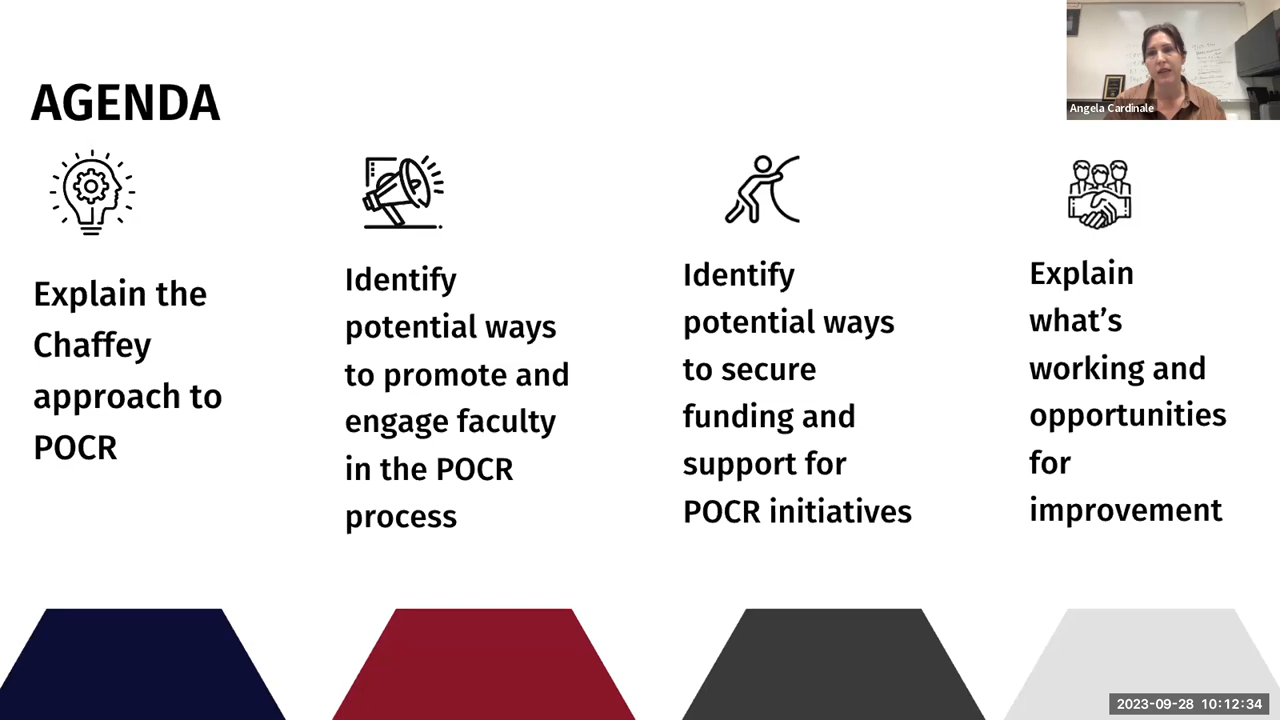 AGENDA
Angela Cardinale
Explain the
Chaffey
approach to
POCR
Identify
potential ways
to promote and
engage faculty
in the POCR
process
Identify
potential ways
to secure
funding and
support for
POCR initiatives
Explain
what’s
working and
opportunities
for
improvement
2023-09-28 10:12:34